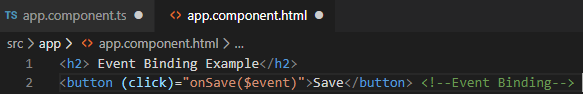 TS app.component.ts ● <> app.component.html ●
src > app > <> app.component.html > ...
1 <h2> Event Binding Example</h2>
2 <button (click)="onSave($event)">Save</button> <!--Event Binding-->